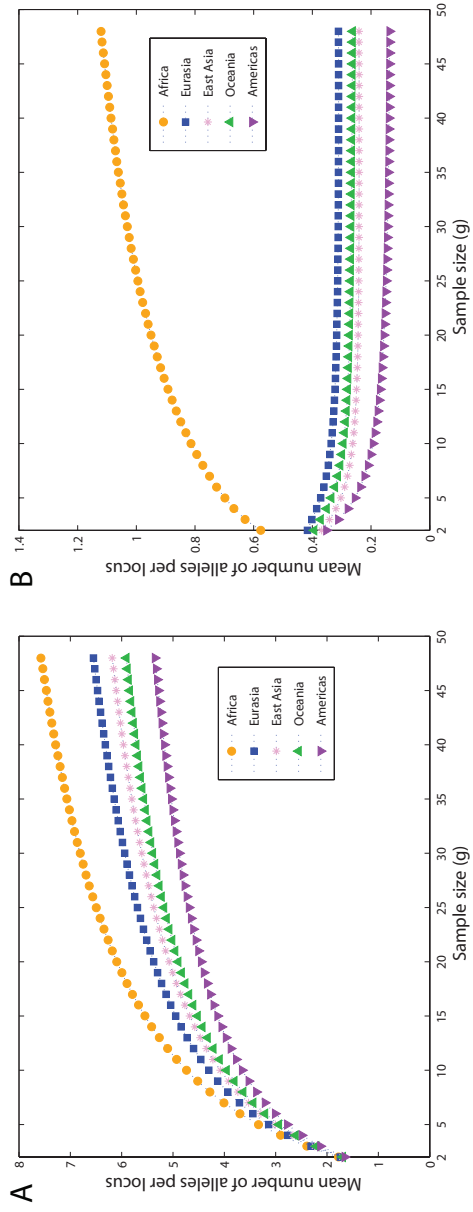 A
Mean number of alleles per locus
8
7
6
5
4
3
2
1
0
2 5 10 15 20 25 30 35 40 45 50
Sample size (g)
Africa
Eurasia
East Asia
Oceania
Americas
B
Mean number of alleles per locus
1.4
1.2
1
0.8
0.6
0.4
0.2
0
2 5 10 15 20 25 30 35 40 45 50
Sample size (g)
Africa
Eurasia
East Asia
Oceania
Americas